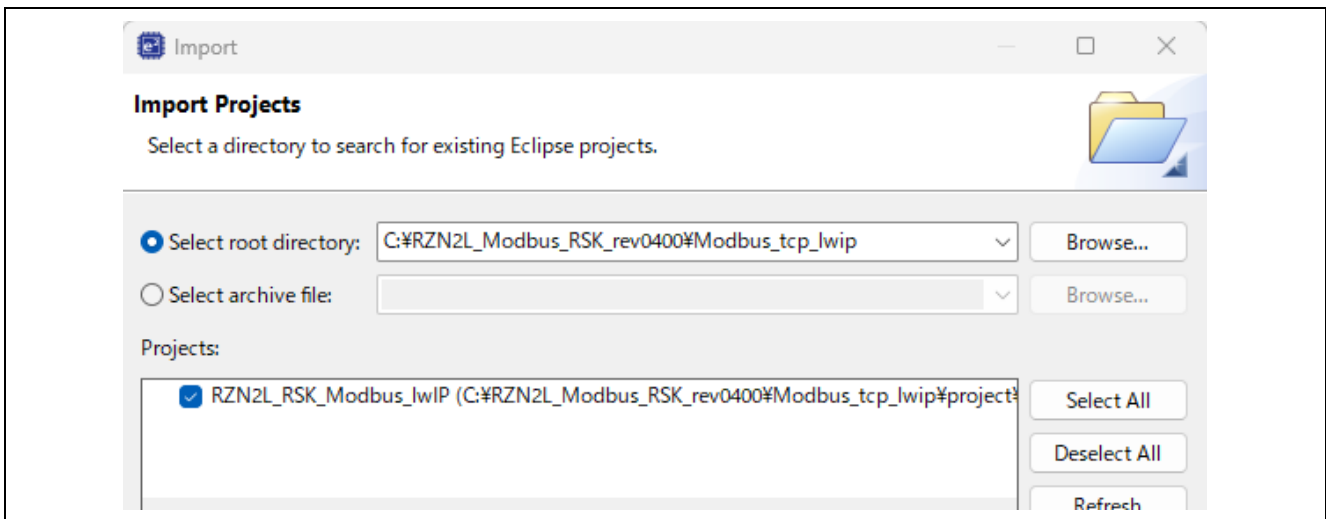 Import
Import Projects
Select a directory to search for existing Eclipse projects.
Select root directory: C:¥RZN2L_Modbus_RSK_rev0400¥Modbus_tcp_lwip Browse...
Select archive file: Browse...
Projects:
RZN2L_RSK_Modbus_lwIP (C:¥RZN2L_Modbus_RSK_rev0400¥Modbus_tcp_lwip¥project¥ Select All
Deselect All
Refresh